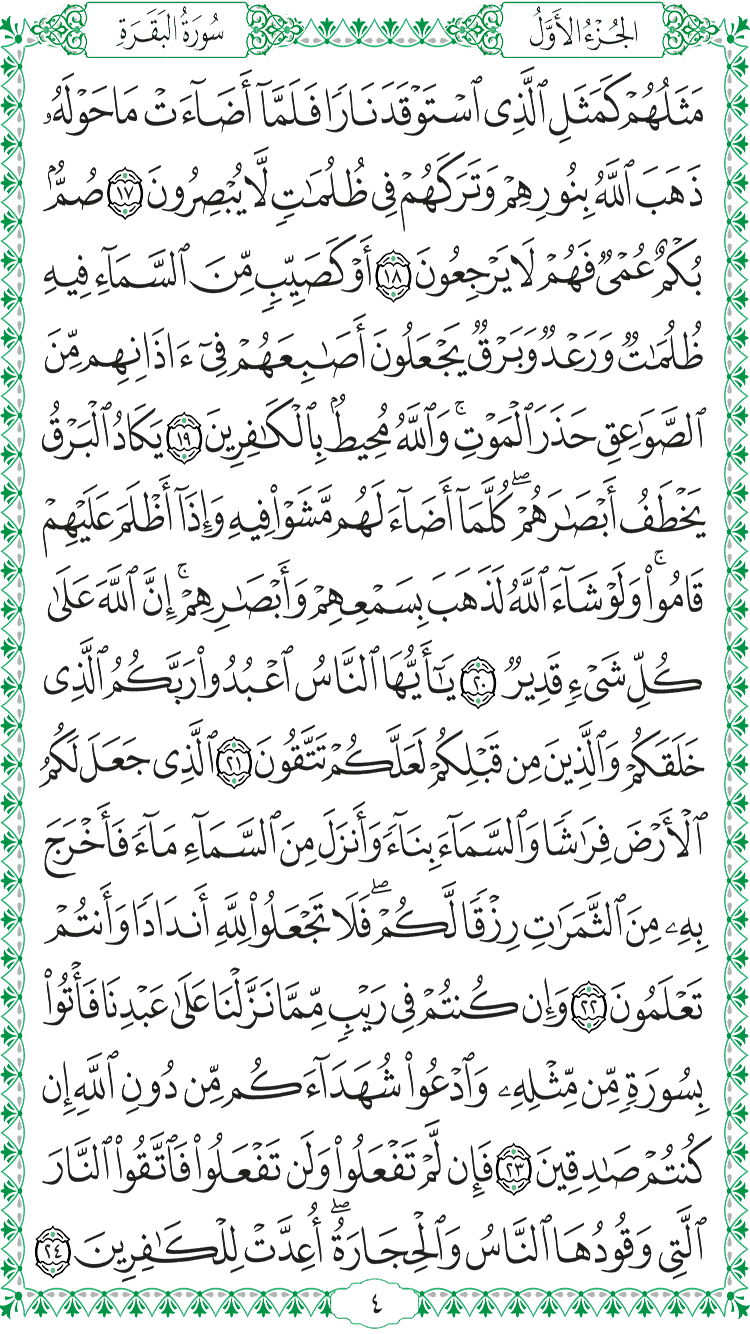 الجُزْءُ الأَوَّلُ
سُورَةُ البَقَرَةِ
مَثَلُهُمْ كَمَثَلِ ٱلَّذِى ٱسْتَوْقَدَ نَارًا فَلَمَّآ أَضَآءَتْ مَا حَوْلَهُۥ
ذَهَبَ ٱللَّهُ بِنُورِهِمْ وَتَرَكَهُمْ فِى ظُلُمَٰتٍ لَّا يُبْصِرُونَ ١٧ صُمٌّۢ
بُكْمٌ عُمْىٌ فَهُمْ لَا يَرْجِعُونَ ١٨ أَوْ كَصَيِّبٍ مِّنَ ٱلسَّمَآءِ فِيهِ
ظُلُمَٰتٌ وَرَعْدٌ وَبَرْقٌ يَجْعَلُونَ أَصَٰبِعَهُمْ فِىٓ ءَاذَانِهِم مِّنَ
ٱلصَّوَٰعِقِ حَذَرَ ٱلْمَوْتِ ۚ وَٱللَّهُ مُحِيطٌۢ بِٱلْكَٰفِرِينَ ١٩ يَكَادُ ٱلْبَرْقُ
يَخْطَفُ أَبْصَٰرَهُمْ ۖ كُلَّمَآ أَضَآءَ لَهُم مَّشَوْا۟ فِيهِ وَإِذَآ أَظْلَمَ عَلَيْهِمْ
قَامُوا۟ ۚ وَلَوْ شَآءَ ٱللَّهُ لَذَهَبَ بِسَمْعِهِمْ وَأَبْصَٰرِهِمْ ۚ إِنَّ ٱللَّهَ عَلَىٰ
كُلِّ شَىْءٍ قَدِيرٌ ٢٠ يَٰٓأَيُّهَا ٱلنَّاسُ ٱعْبُدُوا۟ رَبَّكُمُ ٱلَّذِى
خَلَقَكُمْ وَٱلَّذِينَ مِن قَبْلِكُمْ لَعَلَّكُمْ تَتَّقُونَ ٢١ ٱلَّذِى جَعَلَ لَكُمُ
ٱلْأَرْضَ فِرَٰشًا وَٱلسَّمَآءَ بِنَآءً وَأَنزَلَ مِنَ ٱلسَّمَآءِ مَآءً فَأَخْرَجَ
بِهِۦ مِنَ ٱلثَّمَرَٰتِ رِزْقًا لَّكُمْ ۖ فَلَا تَجْعَلُوا۟ لِلَّهِ أَندَادًا وَأَنتُمْ
تَعْلَمُونَ ٢٢ وَإِن كُنتُمْ فِى رَيْبٍ مِّمَّا نَزَّلْنَا عَلَىٰ عَبْدِنَا فَأْتُوا۟
بِسُورَةٍ مِّن مِّثْلِهِۦ وَٱدْعُوا۟ شُهَدَآءَكُم مِّن دُونِ ٱللَّهِ إِن
كُنتُمْ صَٰدِقِينَ ٢٣ فَإِن لَّمْ تَفْعَلُوا۟ وَلَن تَفْعَلُوا۟ فَٱتَّقُوا۟ ٱلنَّارَ
ٱلَّتِى وَقُودُهَا ٱلنَّاسُ وَٱلْحِجَارَةُ ۖ أُعِدَّتْ لِلْكَٰفِرِينَ ٢٤
٤